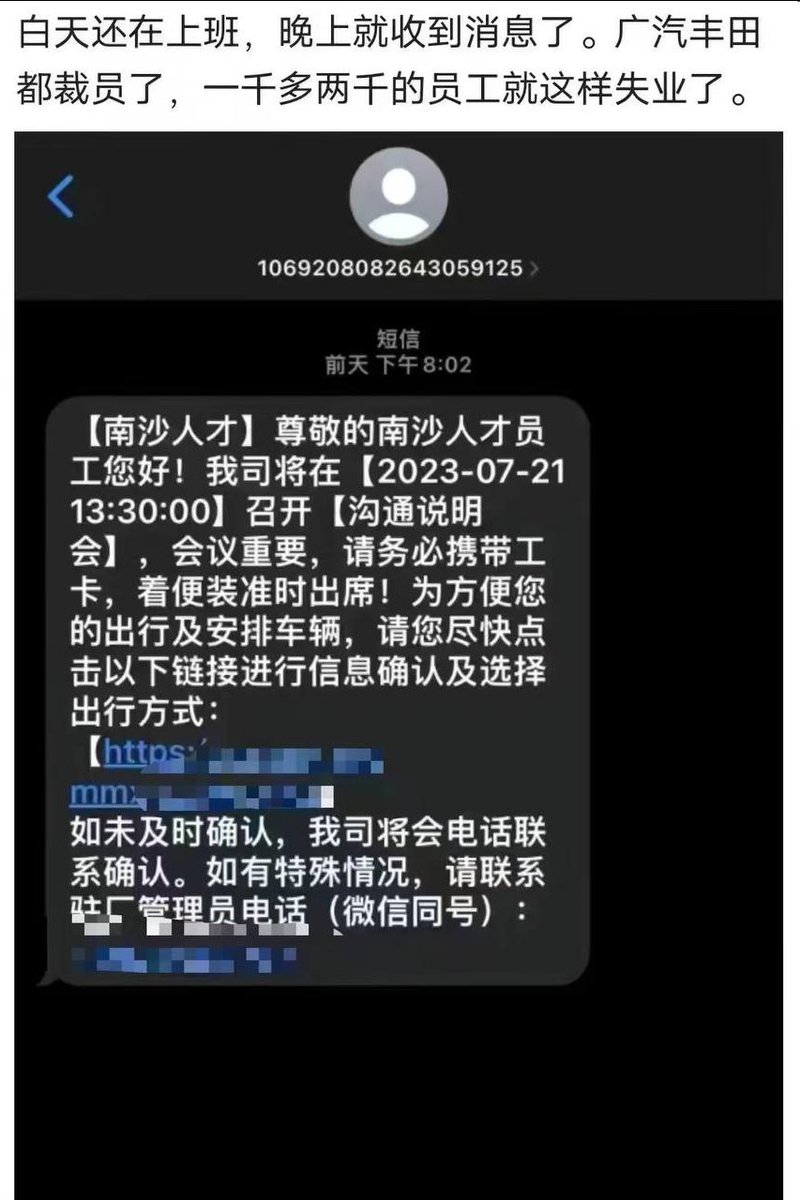 白天还在上班，晚上就收到消息了。广汽丰田
都裁员了，一千多两千的员工就这样失业了。
1069208082643059125
短信
前天 下午8:02
【南沙人才】尊敬的南沙人才员
工您好！我司将在【2023-07-21
13:30:00】召开【沟通说明
会】，会议重要，请务必携带工
卡，着便装准时出席！为方便您
的出行及安排车辆，请您尽快点
击以下链接进行信息确认及选择
出行方式：
【https:
mm
如未及时确认，我司将会电话联
系确认。如有特殊情况，请联系
驻厂管理员电话（微信同号）：